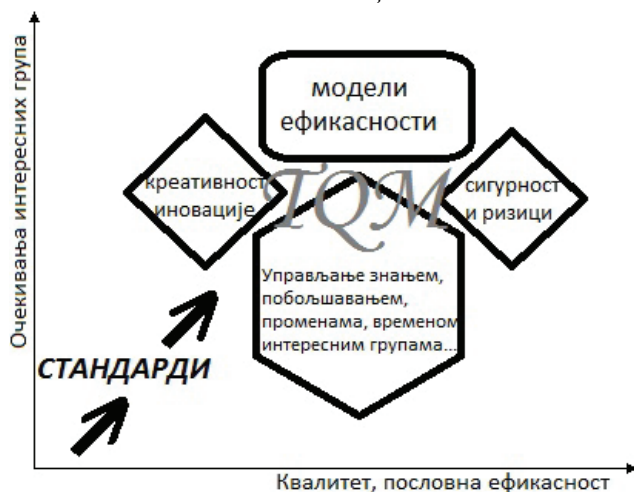 Очекивања интересних група
модели
ефикасности
креативност
иновације
TQM
сигурност
и ризици
Управљање знањем,
побољшавањем,
променама, временом
интересним групама...
СТАНДАРДИ
Квалитет, пословна ефикасност